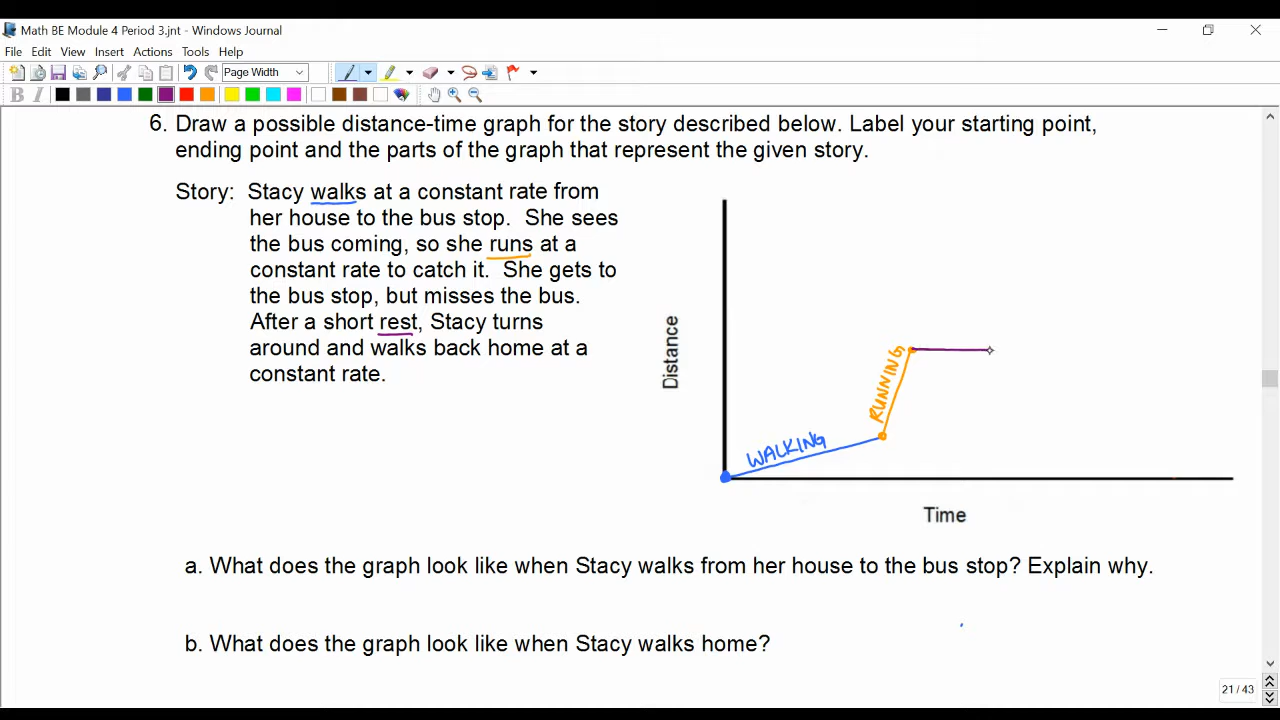 Math BE Module 4 Period 3.jnt - Windows Journal
File Edit View Insert Actions Tools Help
Page Width
B I
6. Draw a possible distance-time graph for the story described below. Label your starting point,
ending point and the parts of the graph that represent the given story.
Story: Stacy walks at a constant rate from
her house to the bus stop. She sees
the bus coming, so she runs at a
constant rate to catch it. She gets to
the bus stop, but misses the bus.
After a short rest, Stacy turns
around and walks back home at a
constant rate.
Distance
RUNNING
WALKING
Time
a. What does the graph look like when Stacy walks from her house to the bus stop? Explain why.
b. What does the graph look like when Stacy walks home?
21 / 43